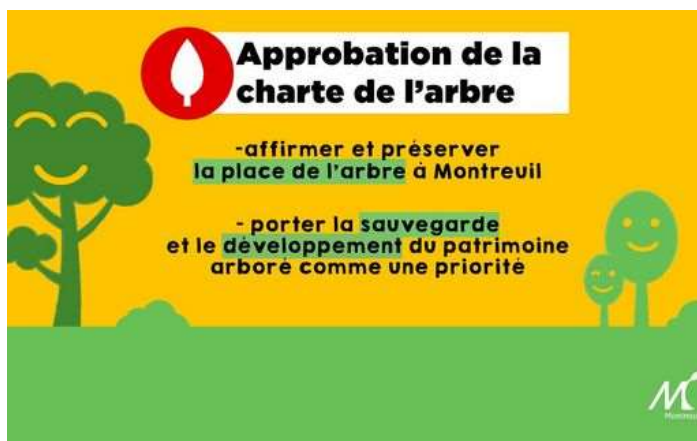 Approbation de la
charte de l'arbre
-affirmer et préserver
la place de l'arbre à Montreuil
- porter la sauvegarde
et le développement du patrimoine
arboré comme une priorité